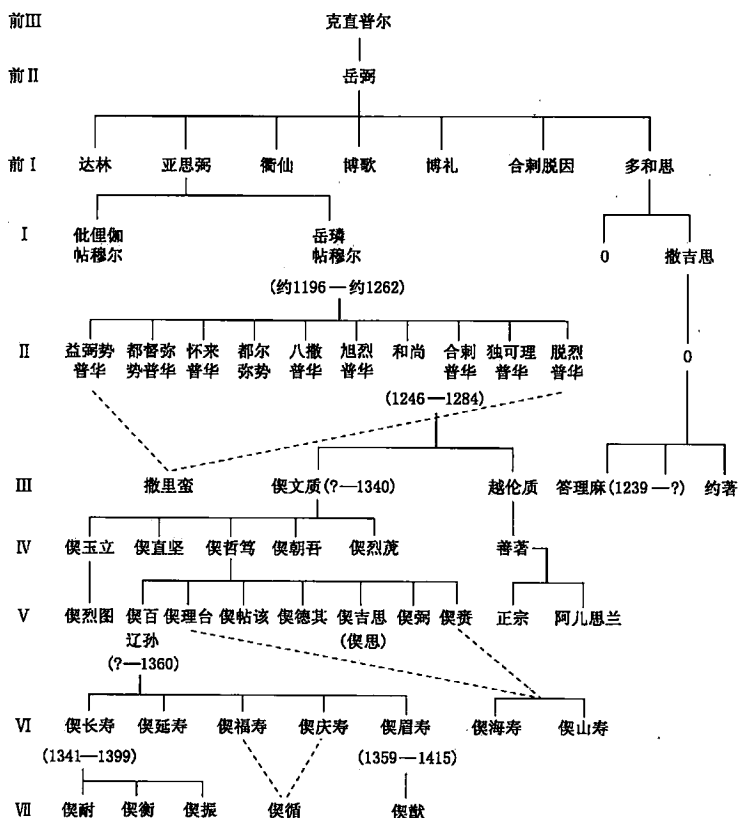 前III 克直普尔
前II 岳弼
前I 达林 亚思弼 衢仙 博歌 博礼 合剌脱因 多和思
I 仳俚伽 岳璘 0 撒吉思
帖穆尔 帖穆尔
(约1196—约1262)
II 益弼势 都督弥 怀来 都尔 八撒 旭烈 和尚 合剌 独可理 脱烈 0
普华 势普华 普华 弥势 普华 普华 普华 普华 普华
(1246—1284)
III 撒里蛮 偰文质(?—1340) 越伦质 答理麻(1239—?) 约著
IV 偰玉立 偰直坚 偰哲笃 偰朝吾 偰烈茂 善著
V 偰烈图 偰百 偰理台 偰帖该 偰德其 偰吉思 偰弼 偰赉 正宗 阿儿思兰
辽孙 (偰思)
(?—1360)
VI 偰长寿 偰延寿 偰福寿 偰庆寿 偰眉寿 偰海寿 偰山寿
(1341—1399) (1359—1415)
VII 偰耐 偰衡 偰振 偰循 偰猷